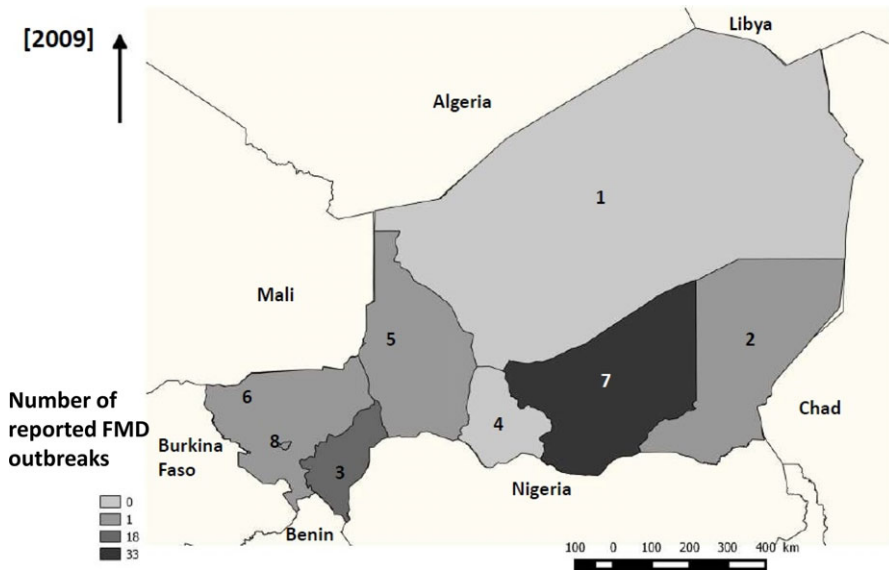 [2009]
Libya
Algeria
1
Mali
5
2
7
6
Number of
reported FMD
outbreaks
4
Chad
8
Burkina
Faso
3
Nigeria
0
1
18
33
Benin
100 0 100 200 300 400 km